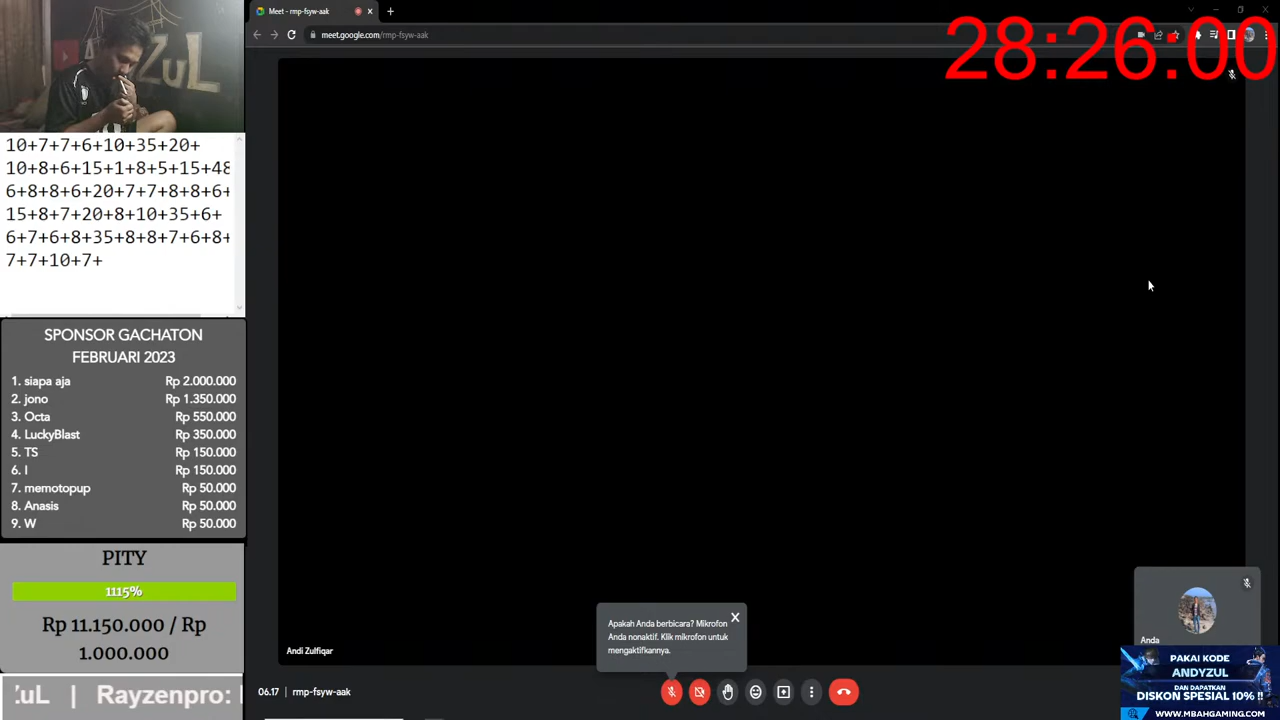 Meet - rmp-fsyw-aak
meet.google.com/rmp-fsyw-aak
28:26:00
ZuL
10+7+7+6+10+35+20+
10+8+6+15+1+8+5+15+48
6+8+8+6+20+7+7+8+8+6+
15+8+7+20+8+10+35+6+
6+7+6+8+35+8+8+7+6+8+
7+7+10+7+
SPONSOR GACHATON
FEBRUARI 2023
1. siapa aja Rp 2.000.000
2. jono Rp 1.350.000
3. Octa Rp 550.000
4. LuckyBlast Rp 350.000
5. TS Rp 150.000
6. I Rp 150.000
7. memotopup Rp 50.000
8. Anasis Rp 50.000
9. W Rp 50.000
PITY
1115%
Rp 11.150.000 / Rp
1.000.000
ZuL | Rayzenpro:
Apakah Anda berbicara? Mikrofon
Anda nonaktif. Klik mikrofon untuk
mengaktifkannya.
Andi Zulfiqar
Anda
06.17 | rmp-fsyw-aak
PAKAI KODE
ANDYZUL
DAN DAPATKAN
DISKON SPESIAL 10% !!
WWW.MBAHGAMING.COM